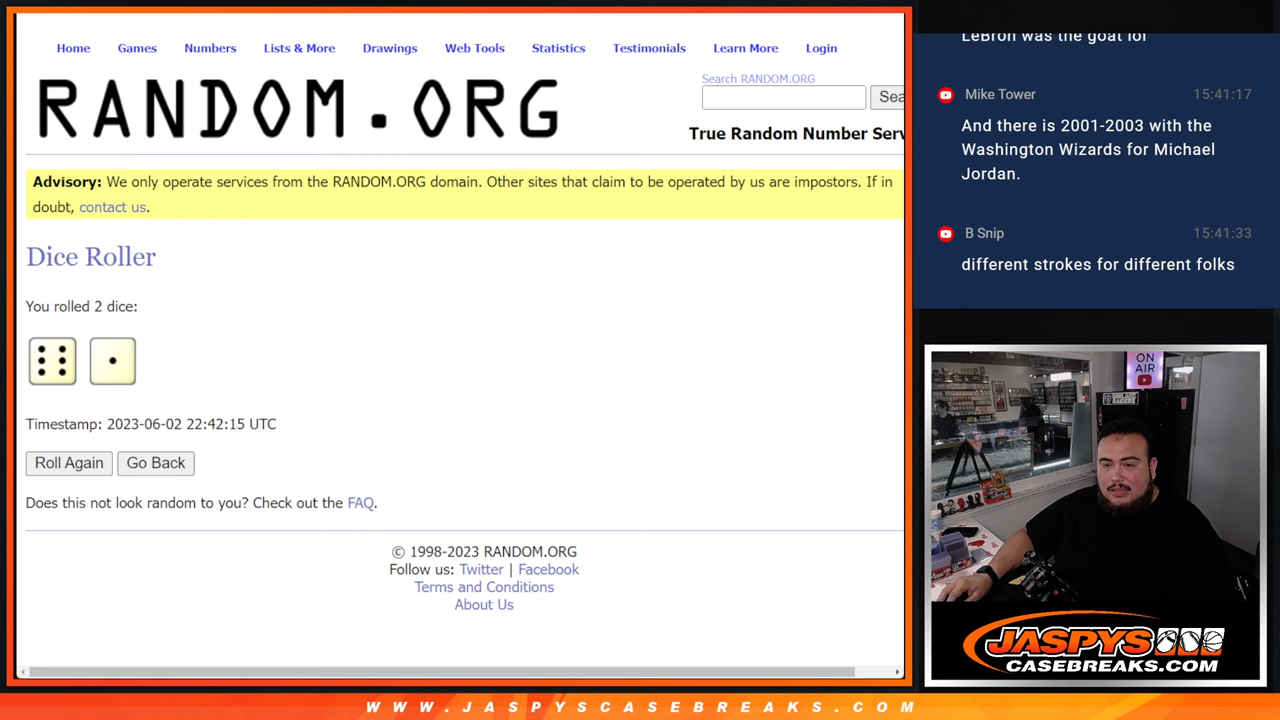 Home Games Numbers Lists & More Drawings Web Tools Statistics Testimonials Learn More Login
RANDOM.ORG
Search RANDOM.ORG
Sea
True Random Number Serv
Advisory: We only operate services from the RANDOM.ORG domain. Other sites that claim to be operated by us are impostors. If in
doubt, contact us.
Dice Roller
You rolled 2 dice:
Timestamp: 2023-06-02 22:42:15 UTC
Roll Again Go Back
Does this not look random to you? Check out the FAQ.
© 1998-2023 RANDOM.ORG
Follow us: Twitter | Facebook
Terms and Conditions
About Us
LeBron was the goat for
Mike Tower 15:41:17
And there is 2001-2003 with the
Washington Wizards for Michael
Jordan.
B Snip 15:41:33
different strokes for different folks
ON
AIR
JASPYS
CASEBREAKS.COM
WWW.JASPYSCASEBREAKS.COM